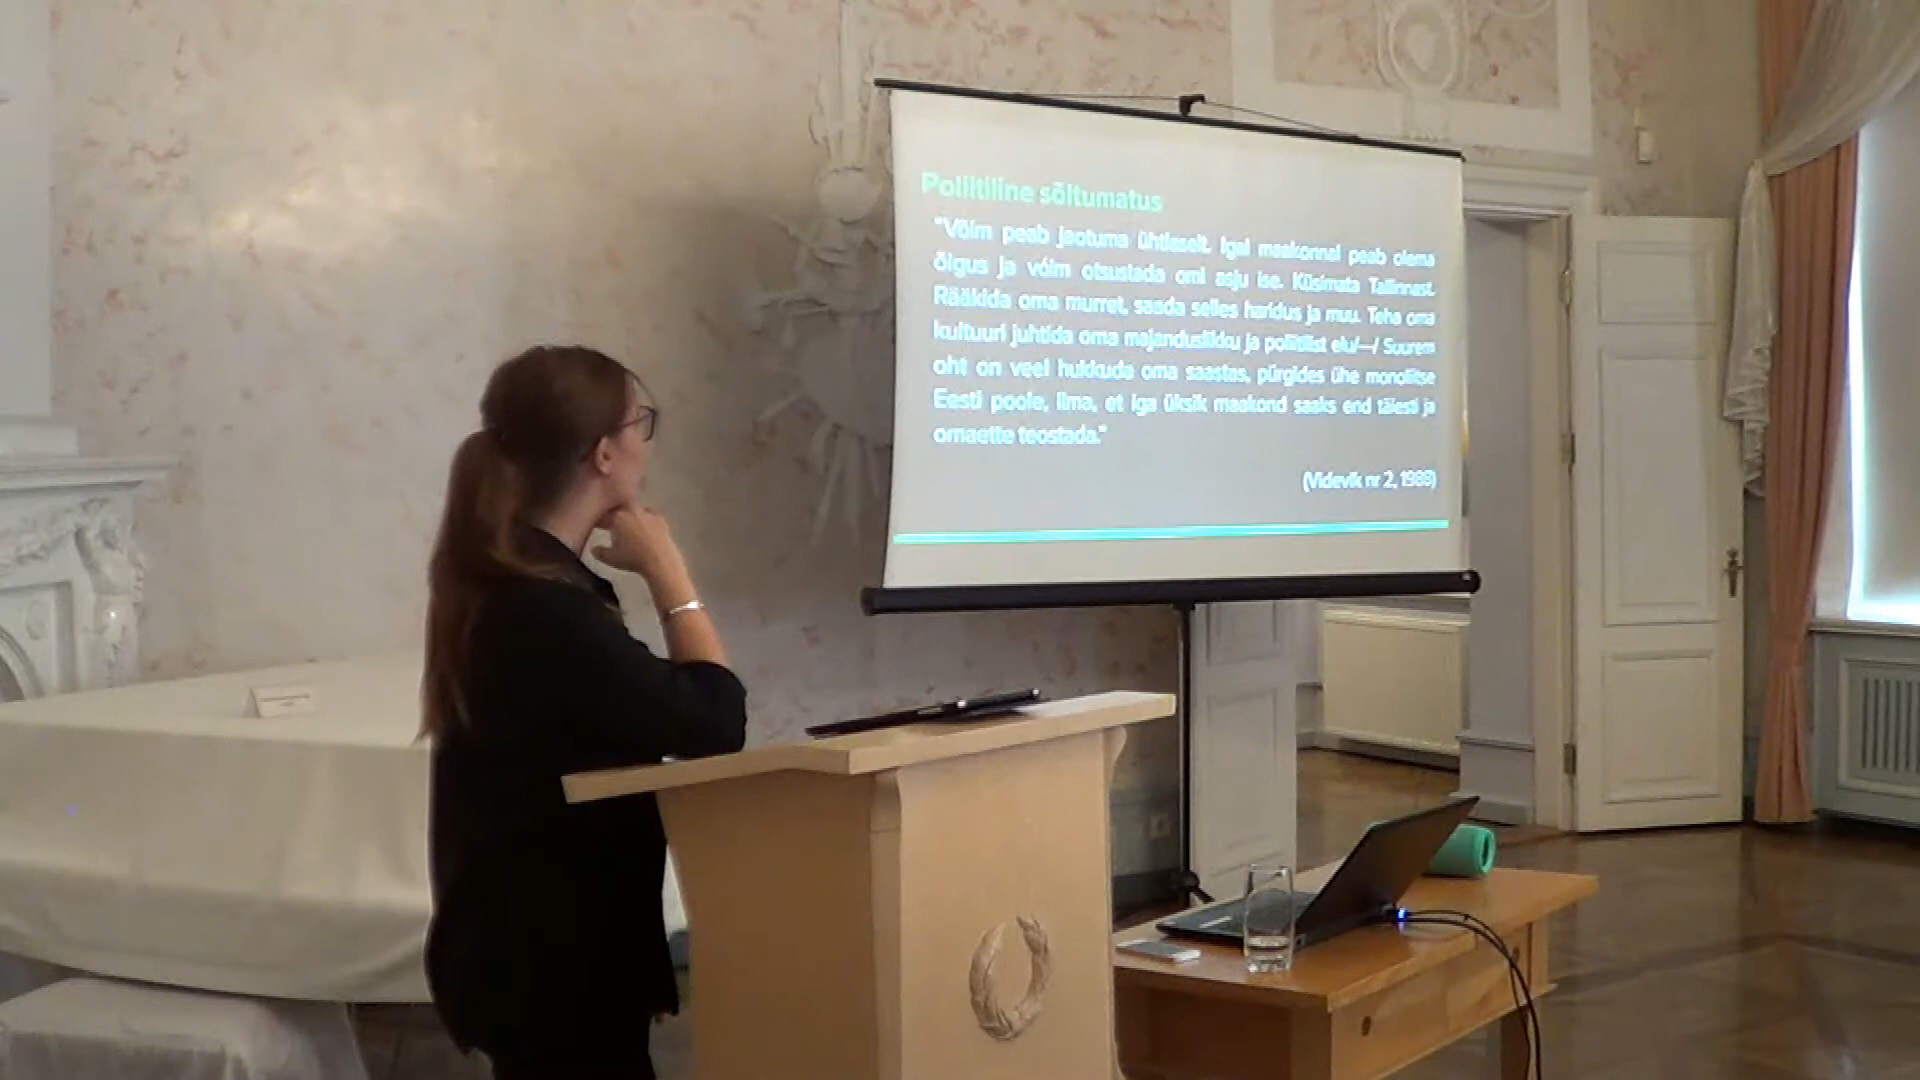 Poliitiline sõltumatus
"Võim peab jaotuma ühtlaselt. Igal maakonnal peab olema
õigus ja võim otsustada omi asju ise. Küsimata Tallinnast.
Rääkida oma murret, saada selles haridus ja muu. Teha oma
kultuuri juhtida oma majanduslikku ja poliitilist elu/---/ Suurem
oht on veel hukkuda oma saastas, pürgides ühe monoliitse
Eesti poole, ilma, et iga üksik maakond saaks end täiesti ja
omaette teostada."
(Videvik nr 2,